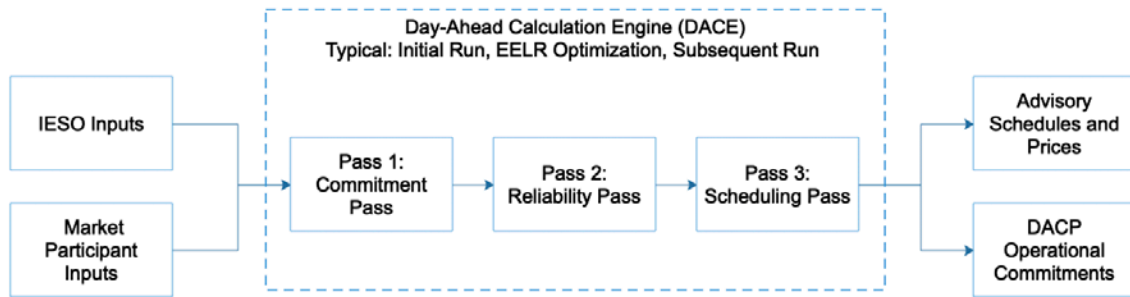 Day-Ahead Calculation Engine (DACE)
Typical: Initial Run, EELR Optimization, Subsequent Run
IESO Inputs
Market
Participant
Inputs
Pass 1:
Commitment
Pass
Pass 2:
Reliability Pass
Pass 3:
Scheduling Pass
Advisory
Schedules and
Prices
DACP
Operational
Commitments